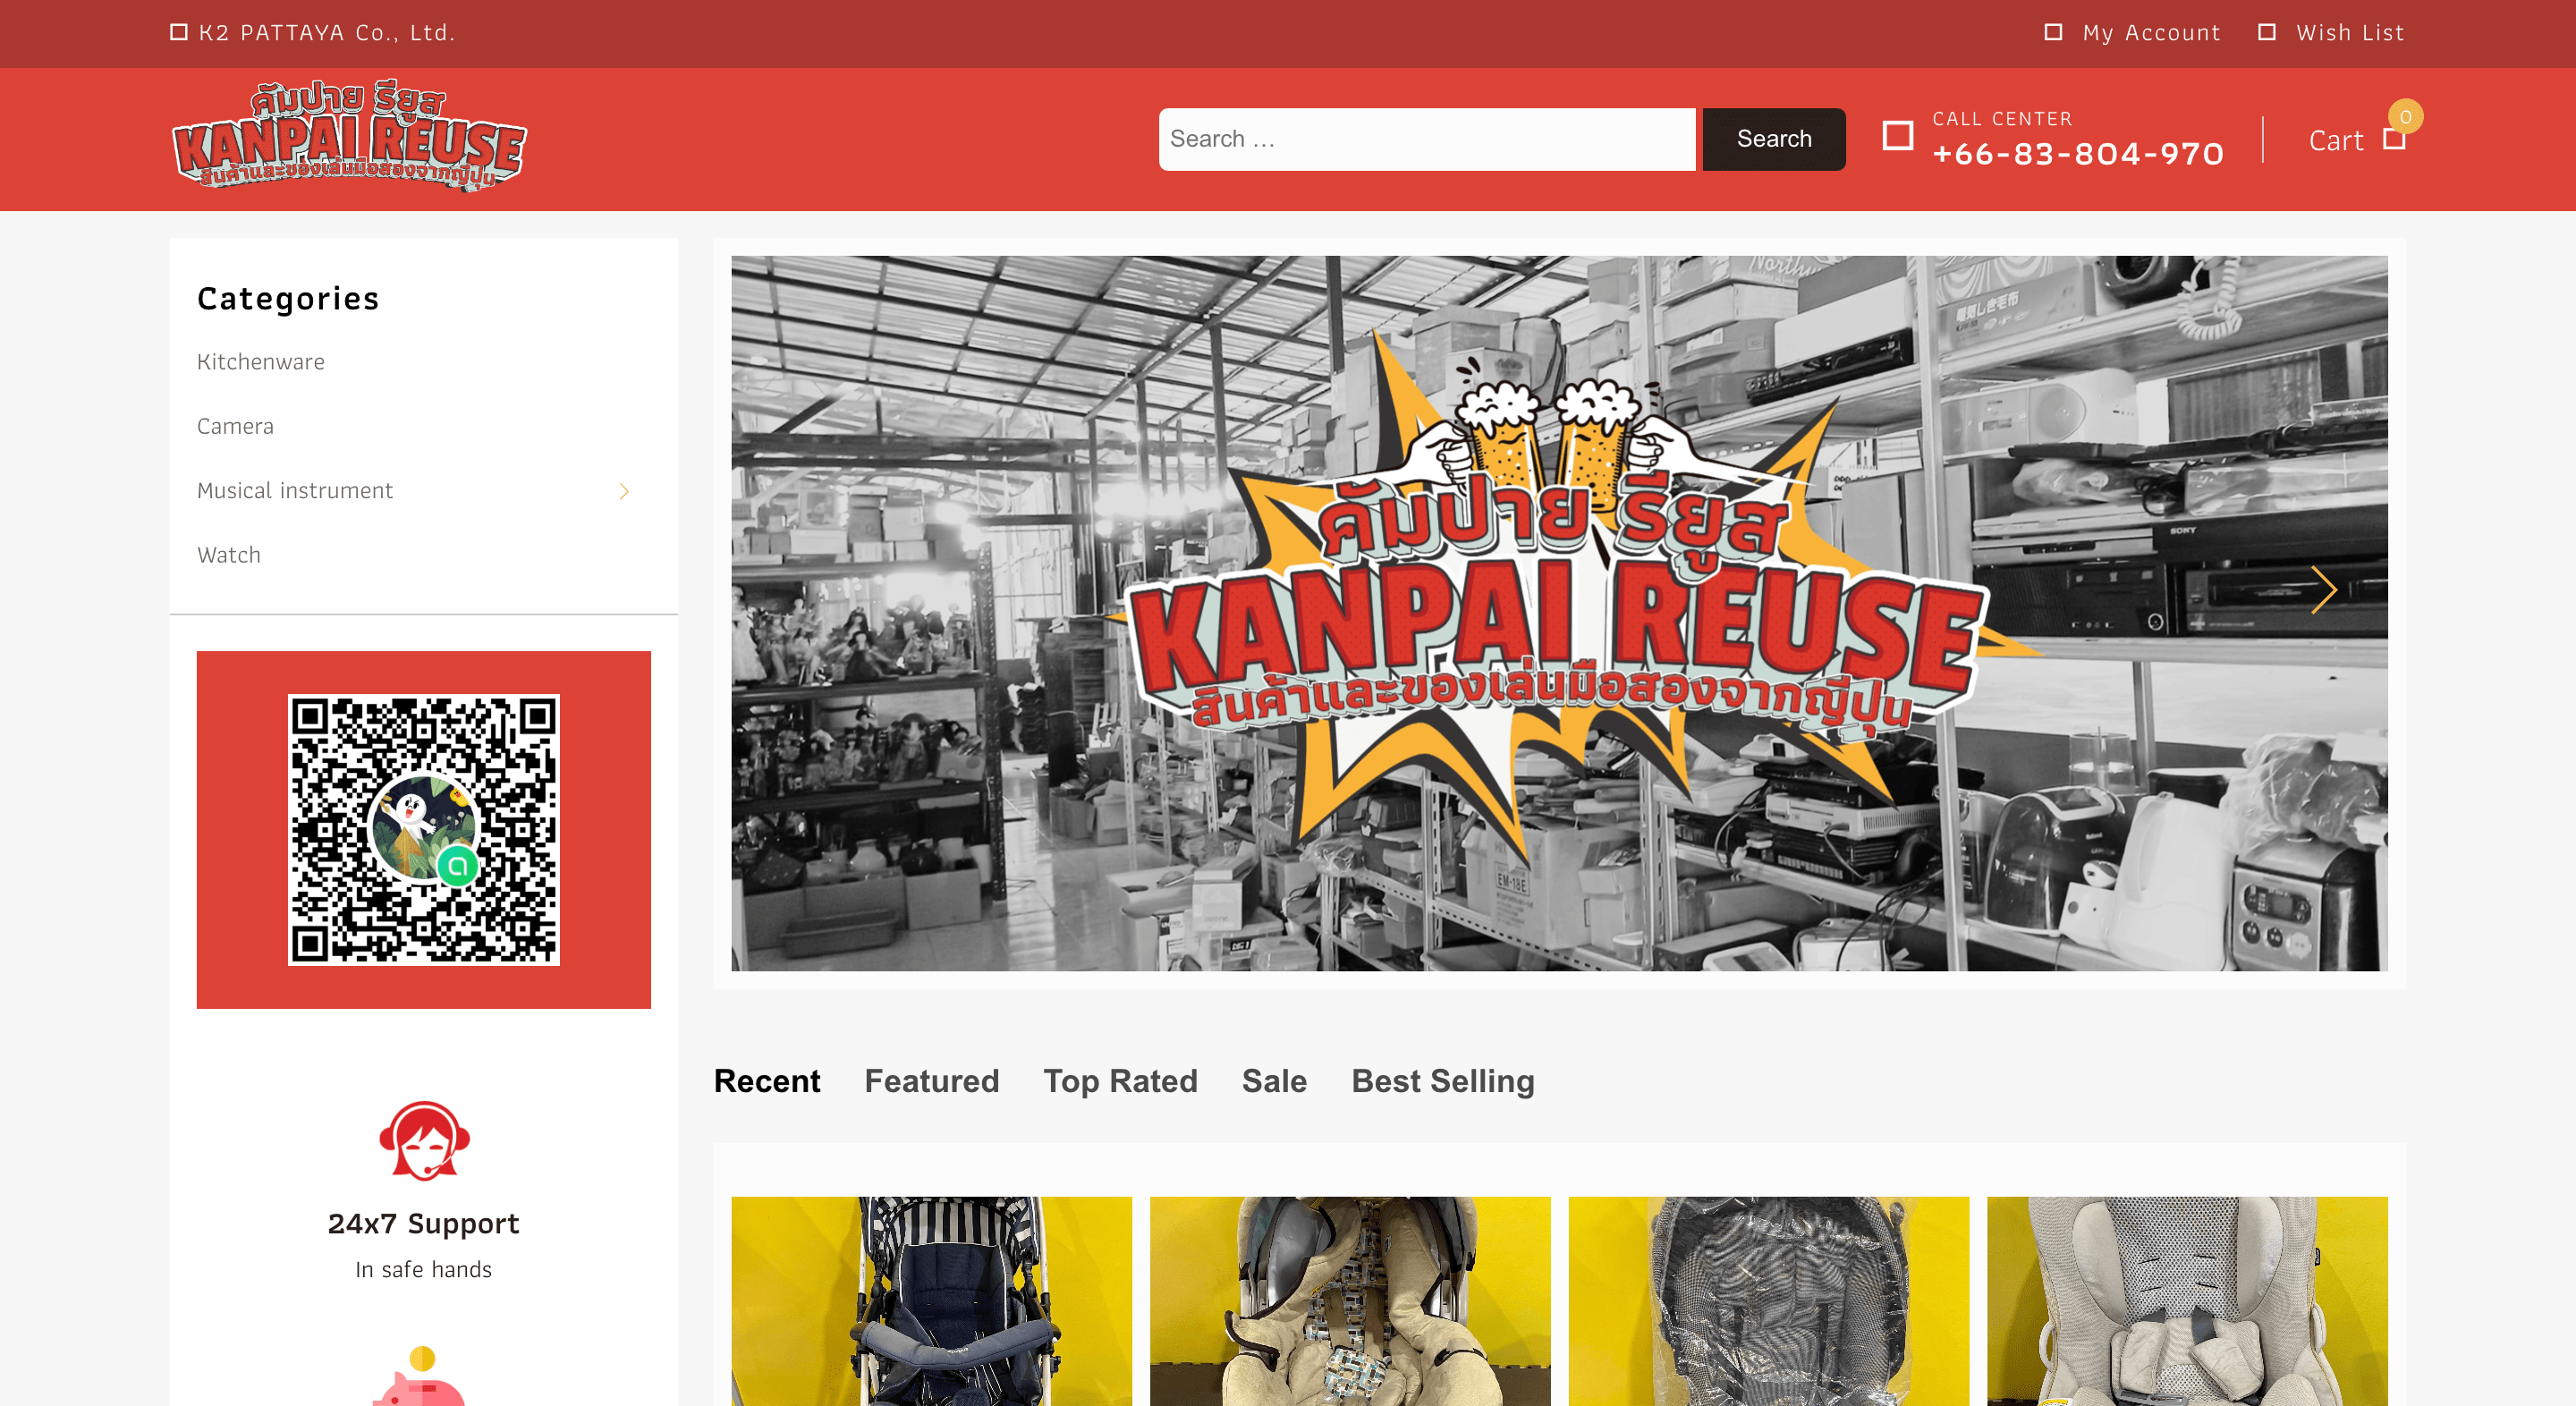 K2 PATTAYA Co., Ltd.
My Account
Wish List
คัมปาย รียูส
KANPAI REUSE
สินค้าและของเล่นมือสองจากญี่ปุ่น
Search ...
Search
CALL CENTER
+66-83-804-970
Cart
0
Categories
Kitchenware
Camera
Musical instrument
Watch
คัมปาย รียูส
KANPAI REUSE
สินค้าและของเล่นมือสองจากญี่ปุ่น
SONY
EM-18E
Recent
Featured
Top Rated
Sale
Best Selling
24x7 Support
In safe hands